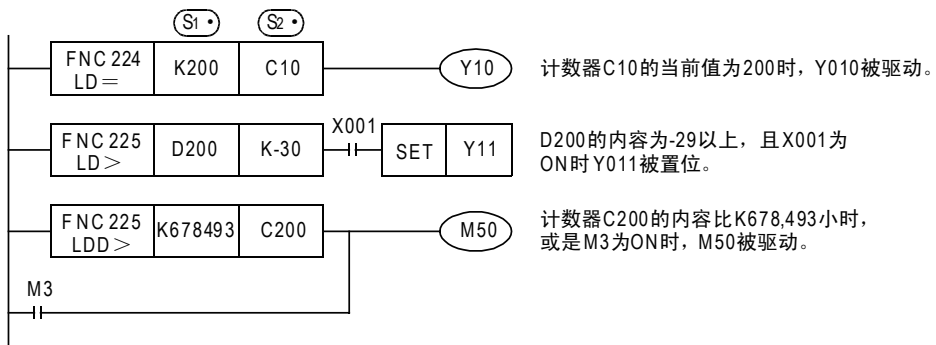 S1 • S2 •
FNC 224 LD＝ K200 C10 Y10 计数器C10的当前值为200时，Y010被驱动。
X001
FNC 225 LD＞ D200 K-30 SET Y11 D200的内容为-29以上，且X001为
ON时Y011被置位。
FNC 225 LDD＞ K678493 C200 M50 计数器C200的内容比K678,493小时，
或是M3为ON时，M50被驱动。
M3